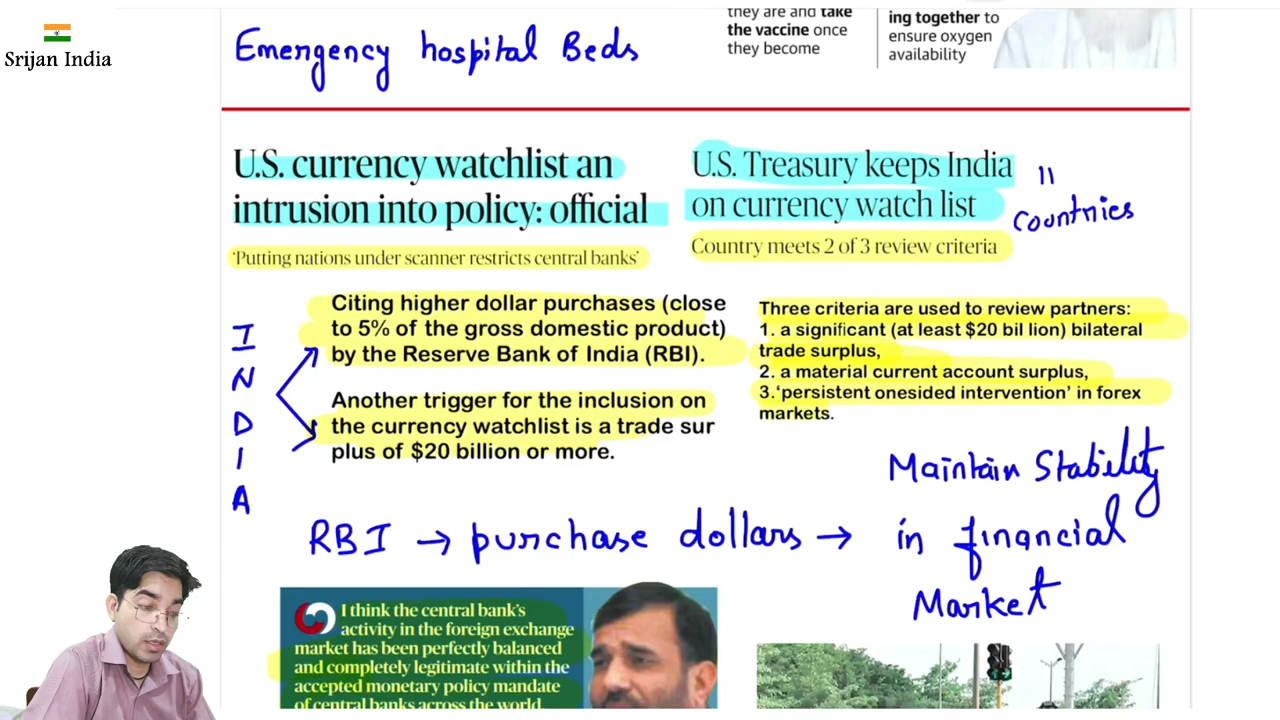 Srijan India
Emergency hospital Beds
they are and take
the vaccine once
they become
ing together to
ensure oxygen
availability
U.S. currency watchlist an
intrusion into policy: official
'Putting nations under scanner restricts central banks'
U.S. Treasury keeps India
on currency watch list
11
Countries
Country meets 2 of 3 review criteria
INDIA
Citing higher dollar purchases (close
to 5% of the gross domestic product)
by the Reserve Bank of India (RBI).
Another trigger for the inclusion on
the currency watchlist is a trade sur
plus of $20 billion or more.
Three criteria are used to review partners:
1. a significant (at least $20 bil lion) bilateral
trade surplus,
2. a material current account surplus,
3.'persistent onesided intervention' in forex
markets.
RBI → purchase dollars →
Maintain Stability
in financial
Market
I think the central bank's
activity in the foreign exchange
market has been perfectly balanced
and completely legitimate within the
accepted monetary policy mandate
of central banks across the world